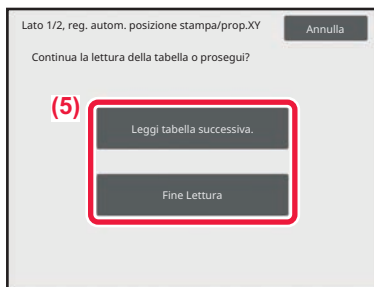 Lato 1/2, reg. autom. posizione stampa/prop.XY
Annulla
Continua la lettura della tabella o prosegui?
(5)
Leggi tabella successiva.
Fine Lettura